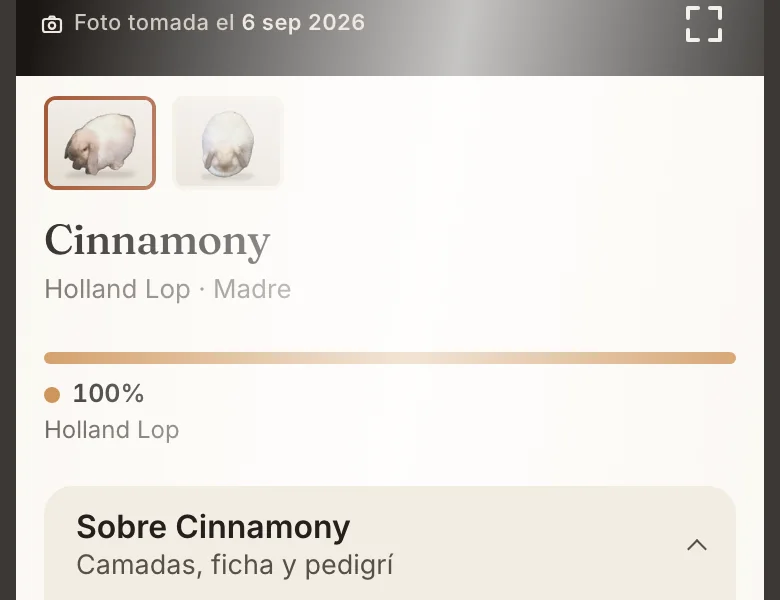 Foto tomada el 6 sep 2026
Cinnamony
Holland Lop · Madre
100%
Holland Lop
Sobre Cinnamony
Camadas, ficha y pedigrí